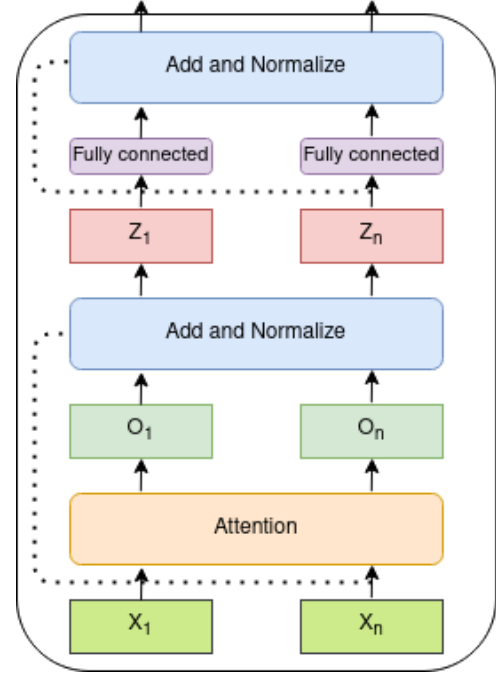 Add and Normalize
Fully connected Fully connected
Z₁ Zₙ
Add and Normalize
O₁ Oₙ
Attention
X₁ Xₙ